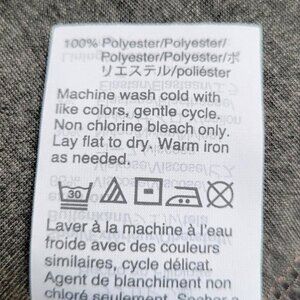 100% Polyester/Polyester/
Polyester/Polyester/ポ
リエステル/poliéster
Machine wash cold with
like colors, gentle cycle.
Non chlorine bleach only.
Lay flat to dry. Warm iron
as needed.
30
Laver à la machine à l'eau
froide avec des couleurs
similaires, cycle délicat.
Agent de blanchiment non
chloré seulement. Secher